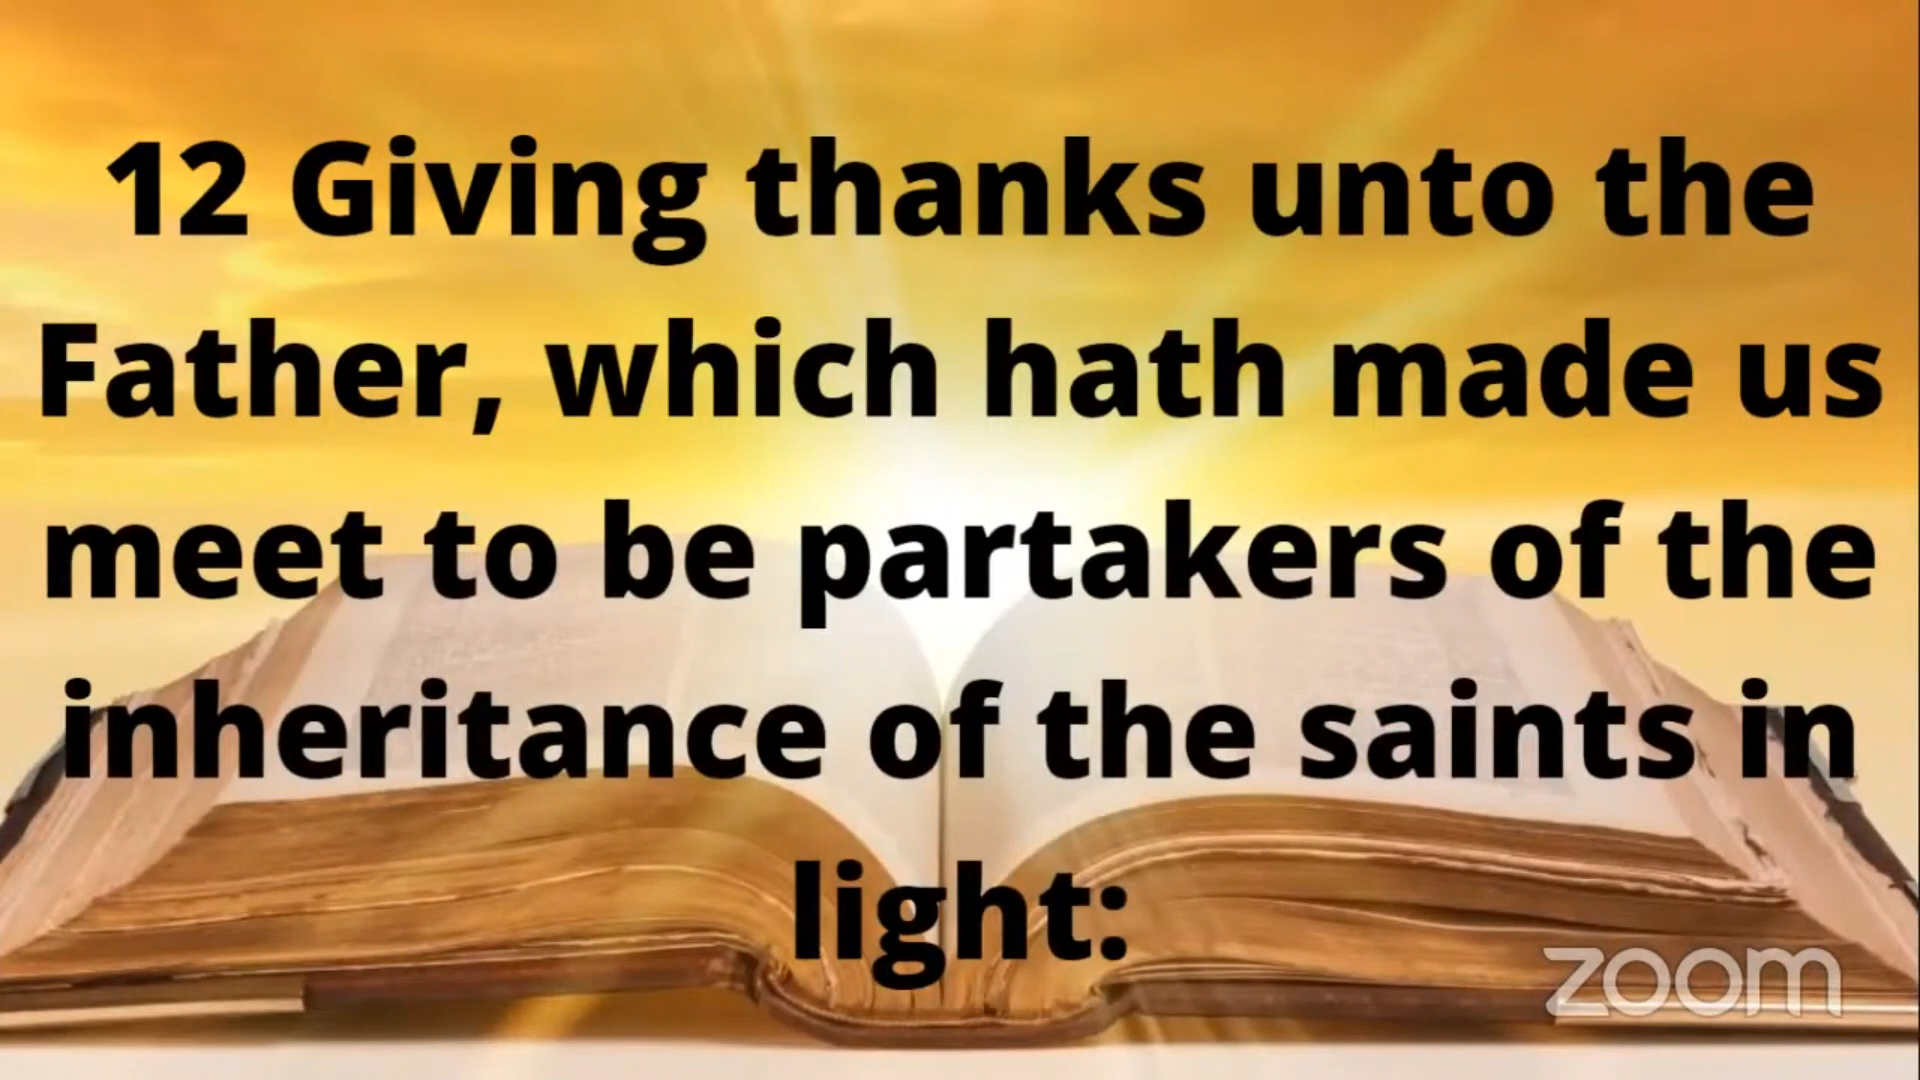 12 Giving thanks unto the
Father, which hath made us
meet to be partakers of the
inheritance of the saints in
light:
zoom